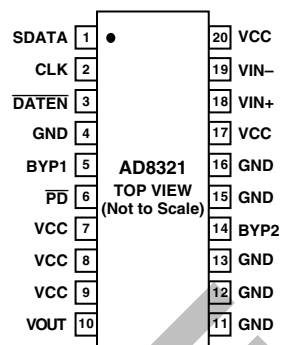 SDATA 1 20 VCC
CLK 2 19 VIN–
DATEN 3 18 VIN+
GND 4 17 VCC
BYP1 5 AD8321 16 GND
PD 6 TOP VIEW 15 GND
VCC 7 (Not to Scale) 14 BYP2
VCC 8 13 GND
VCC 9 12 GND
VOUT 10 11 GND